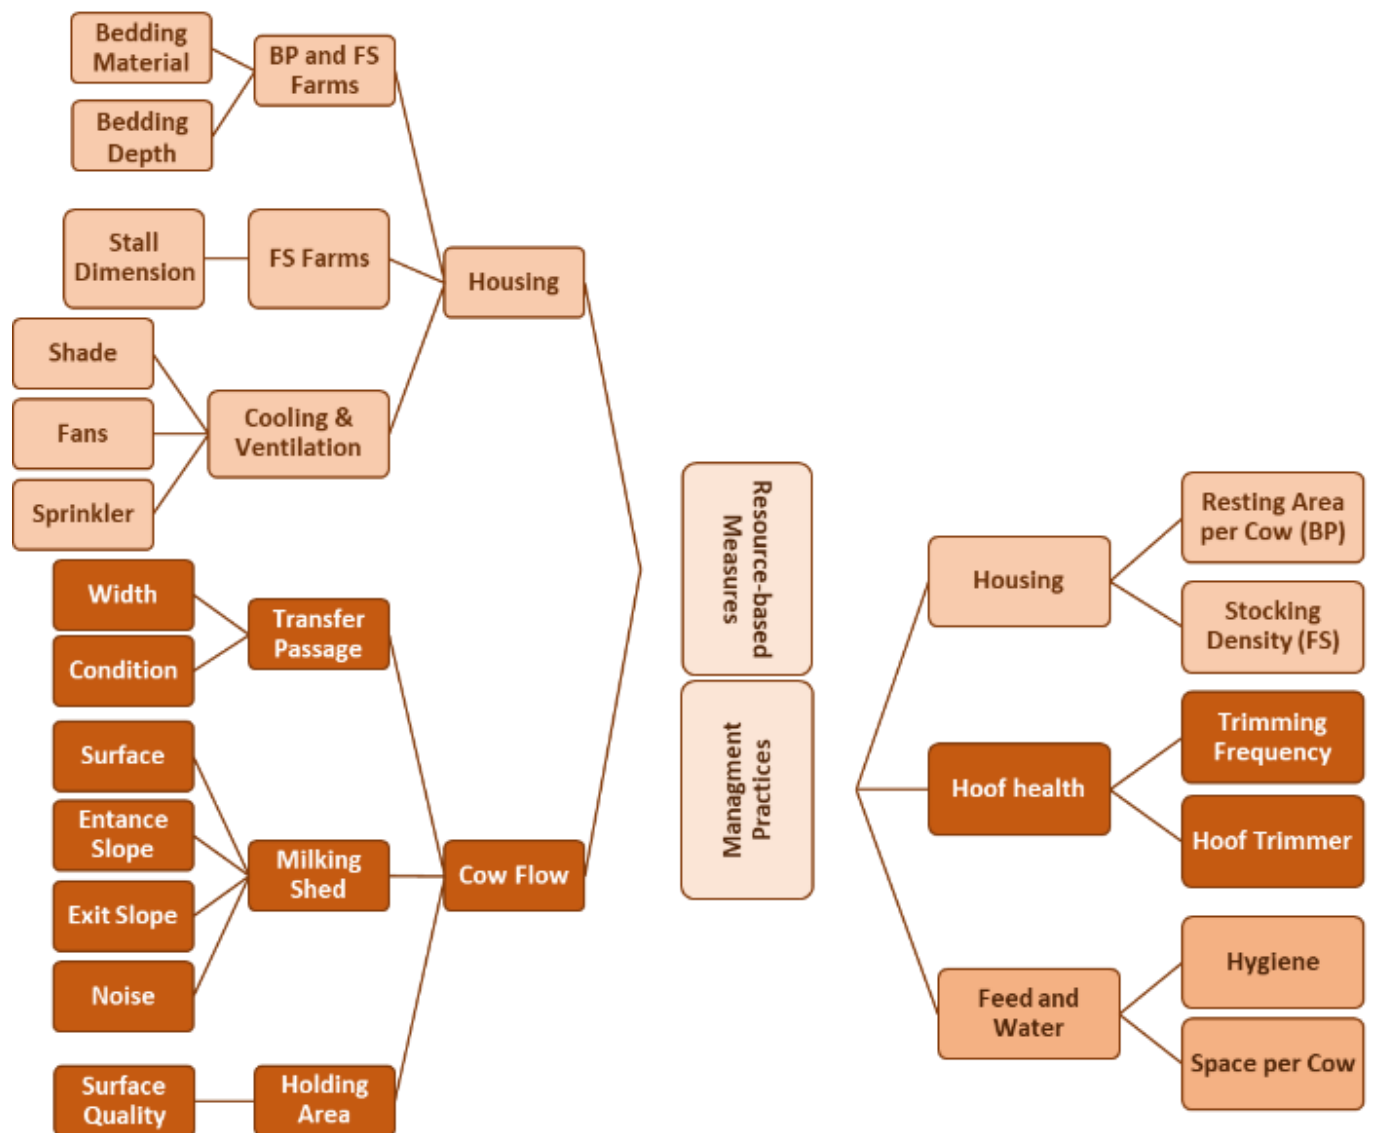 Bedding
Material
BP and FS
Farms
Bedding
Depth
Stall
Dimension
FS Farms
Housing
Shade
Fans
Sprinkler
Cooling &
Ventilation
Width
Condition
Transfer
Passage
Surface
Entance
Slope
Exit Slope
Noise
Milking
Shed
Cow Flow
Surface
Quality
Holding
Area
Resource-based
Measures
Managment
Practices
Housing
Resting Area
per Cow (BP)
Stocking
Density (FS)
Hoof health
Trimming
Frequency
Hoof Trimmer
Feed and
Water
Hygiene
Space per Cow